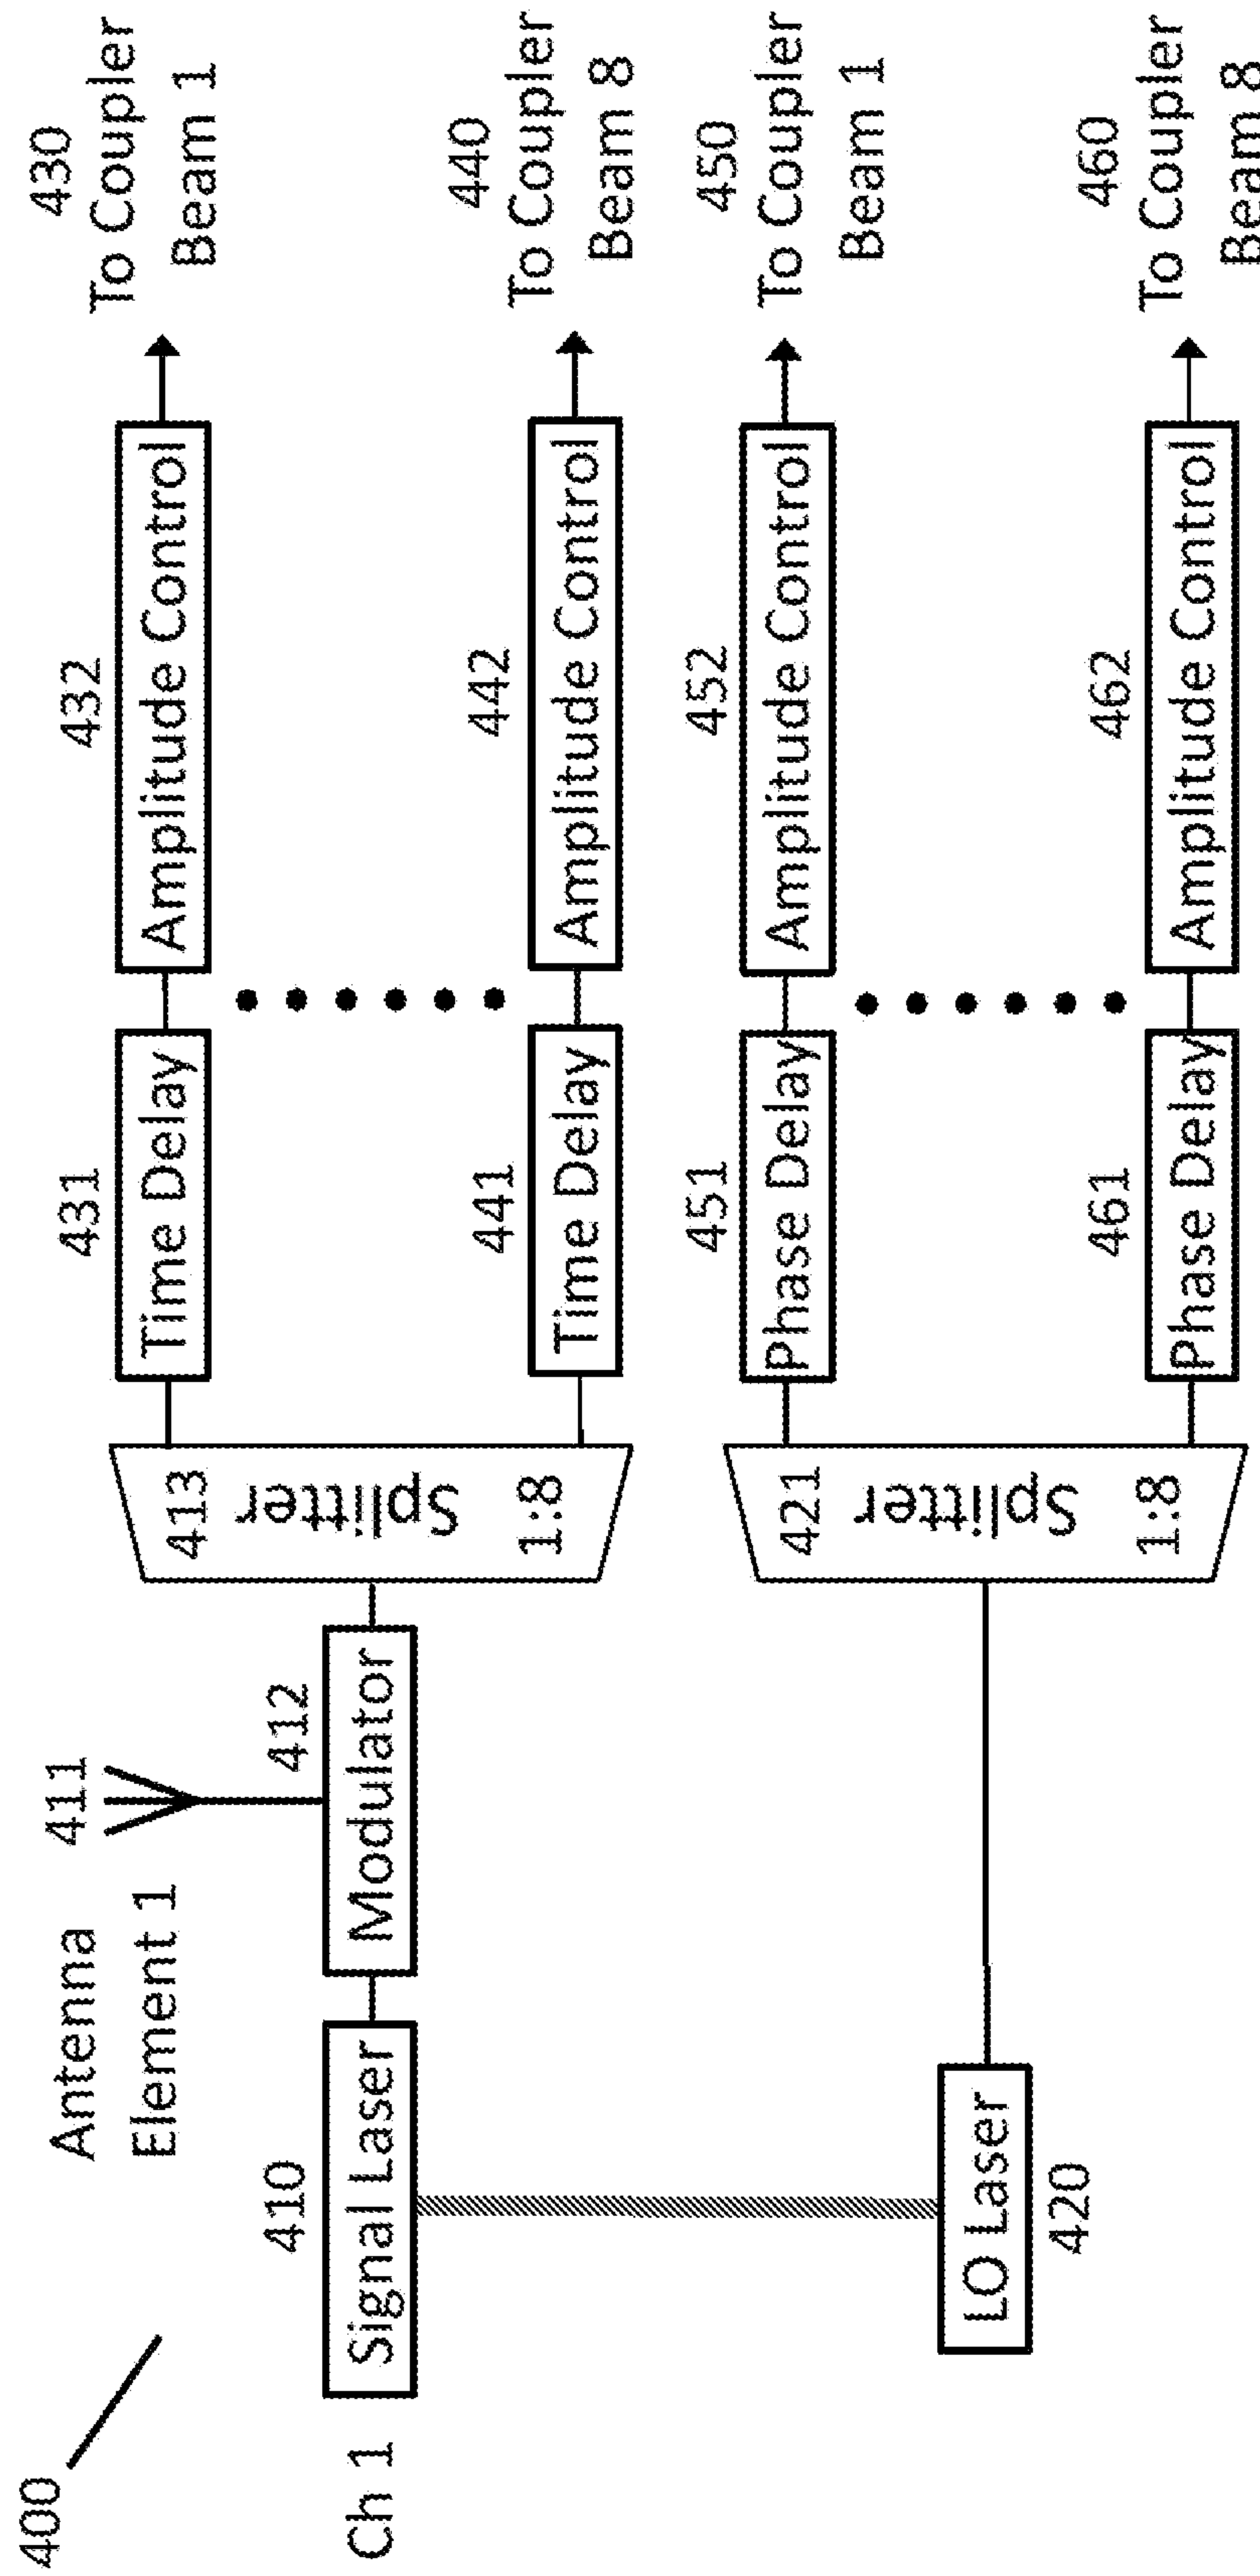 400
Antenna
Element 1
411
Ch 1
410
Signal Laser
412
Modulator
413
Splitter
1:8
431
Time Delay
432
Amplitude Control
430
To Coupler
Beam 1
441
Time Delay
442
Amplitude Control
440
To Coupler
Beam 8
LO Laser
420
421
Splitter
1:8
451
Phase Delay
452
Amplitude Control
450
To Coupler
Beam 1
461
Phase Delay
462
Amplitude Control
460
To Coupler
Beam 8